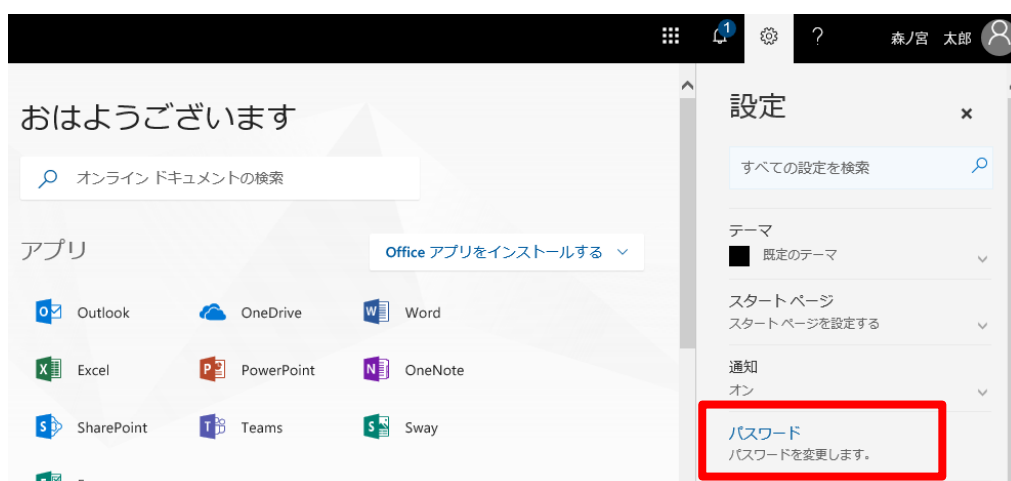 1
?
森ノ宮 太郎
おはようございます
オンライン ドキュメントの検索
アプリ
Office アプリをインストールする
Outlook
OneDrive
Word
Excel
PowerPoint
OneNote
SharePoint
Teams
Sway
設定
×
すべての設定を検索
テーマ
既定のテーマ
スタート ページ
スタート ページを設定する
通知
オン
パスワード
パスワードを変更します。